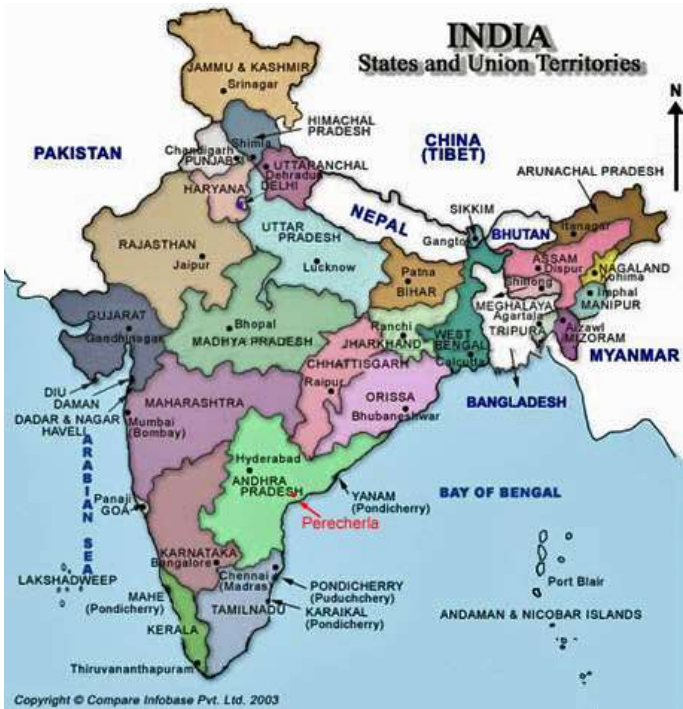 INDIA
States and Union Territories
N
JAMMU & KASHMIR
Srinagar
HIMACHAL
PRADESH
Shimla
Chandigarh
PUNJAB
PAKISTAN
CHINA
(TIBET)
UTTARANCHAL
Dehradun
HARYANA
DELHI
ARUNACHAL PRADESH
NEPAL
SIKKIM
BHUTAN
Itanagar
Gangtok
UTTAR
PRADESH
Lucknow
RAJASTHAN
Jaipur
ASSAM
Dispur
NAGALAND
Kohima
Patna
BIHAR
Shillong
MEGHALAYA
Imphal
MANIPUR
Agartala
TRIPURA
Aizawl
MIZORAM
MYANMAR
GUJARAT
Gandhinagar
Bhopal
MADHYA PRADESH
Ranchi
JHARKHAND
WEST
BENGAL
Calcutta
CHHATTISGARH
Raipur
ORISSA
Bhubaneshwar
BANGLADESH
DIU
DAMAN
DADAR & NAGAR
HAVELI
MAHARASHTRA
Mumbai
(Bombay)
ARABIAN SEA
Hyderabad
ANDHRA
PRADESH
Perecherla
YANAM
(Pondicherry)
BAY OF BENGAL
Panaji
GOA
KARNATAKA
Bangalore
LAKSHADWEEP
MAHE
(Pondicherry)
Chennai
(Madras)
PONDICHERRY
(Puduchery)
TAMILNADU
KARAIKAL
(Pondicherry)
KERALA
Port Blair
ANDAMAN & NICOBAR ISLANDS
Thiruvananthapuram
Copyright © Compare Infobase Pvt. Ltd. 2003